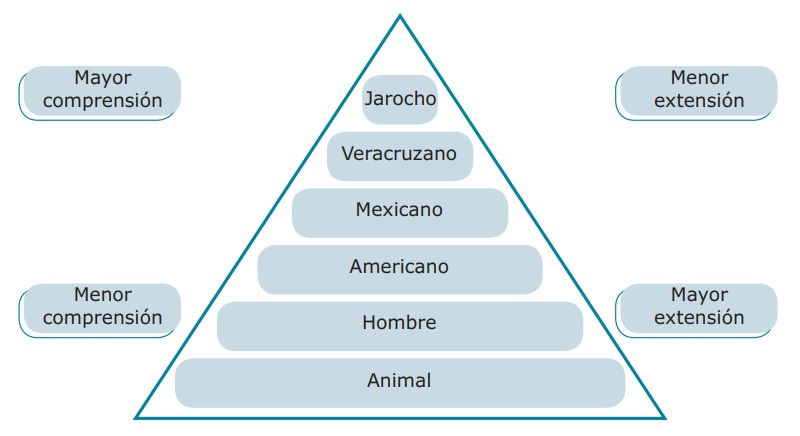 Mayor
comprensión
Menor
extensión
Jarocho
Veracruzano
Mexicano
Americano
Menor
comprensión
Mayor
extensión
Hombre
Animal